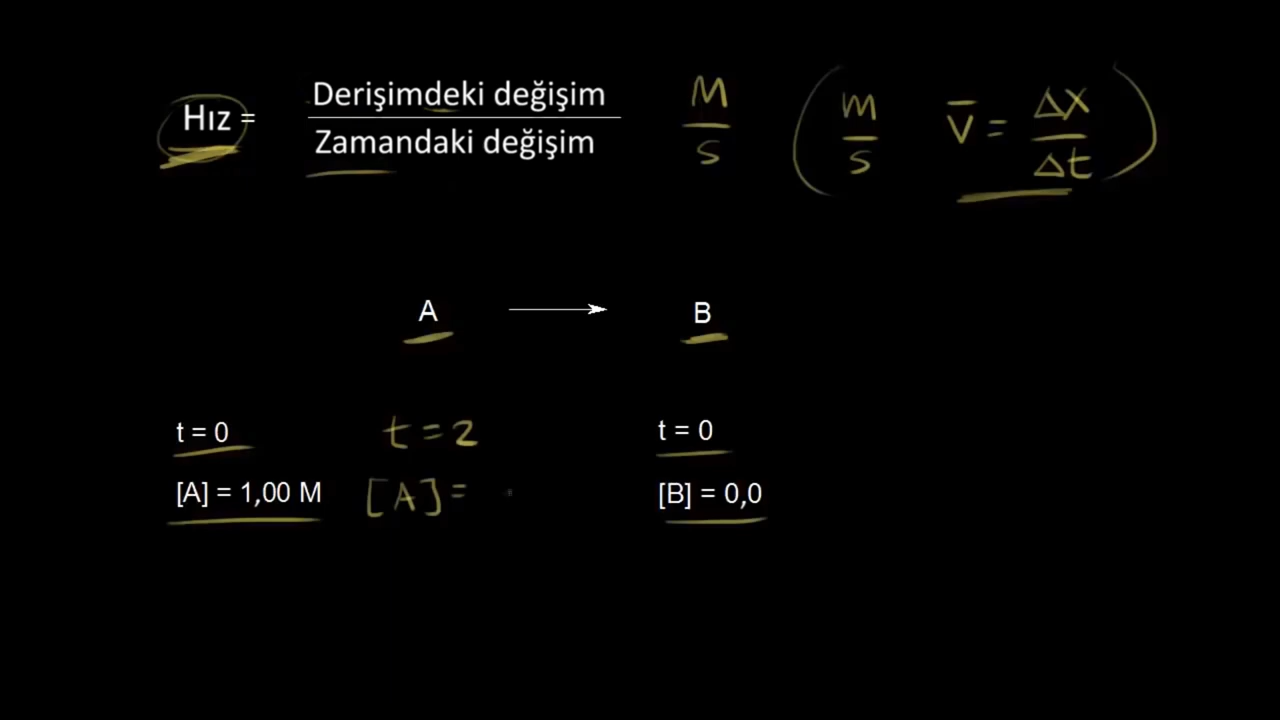 Hız = Derişimdeki değişim / Zamandaki değişim M/s ( m/s v̄ = Δx/Δt )
A → B
t = 0 t = 2 t = 0
[A] = 1,00 M [A] = [B] = 0,0